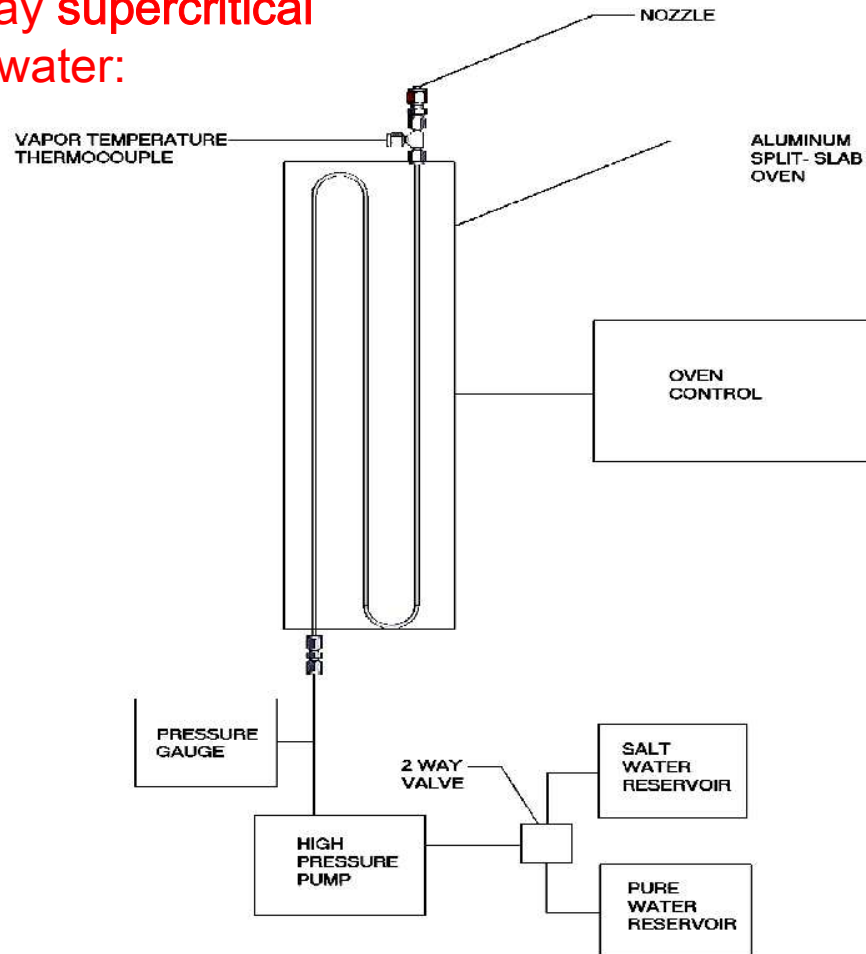 ay supercritical
water:
NOZZLE
VAPOR TEMPERATURE
THERMOCOUPLE
ALUMINUM
SPLIT- SLAB
OVEN
OVEN
CONTROL
PRESSURE
GAUGE
2 WAY
VALVE
SALT
WATER
RESERVOIR
HIGH
PRESSURE
PUMP
PURE
WATER
RESERVOIR